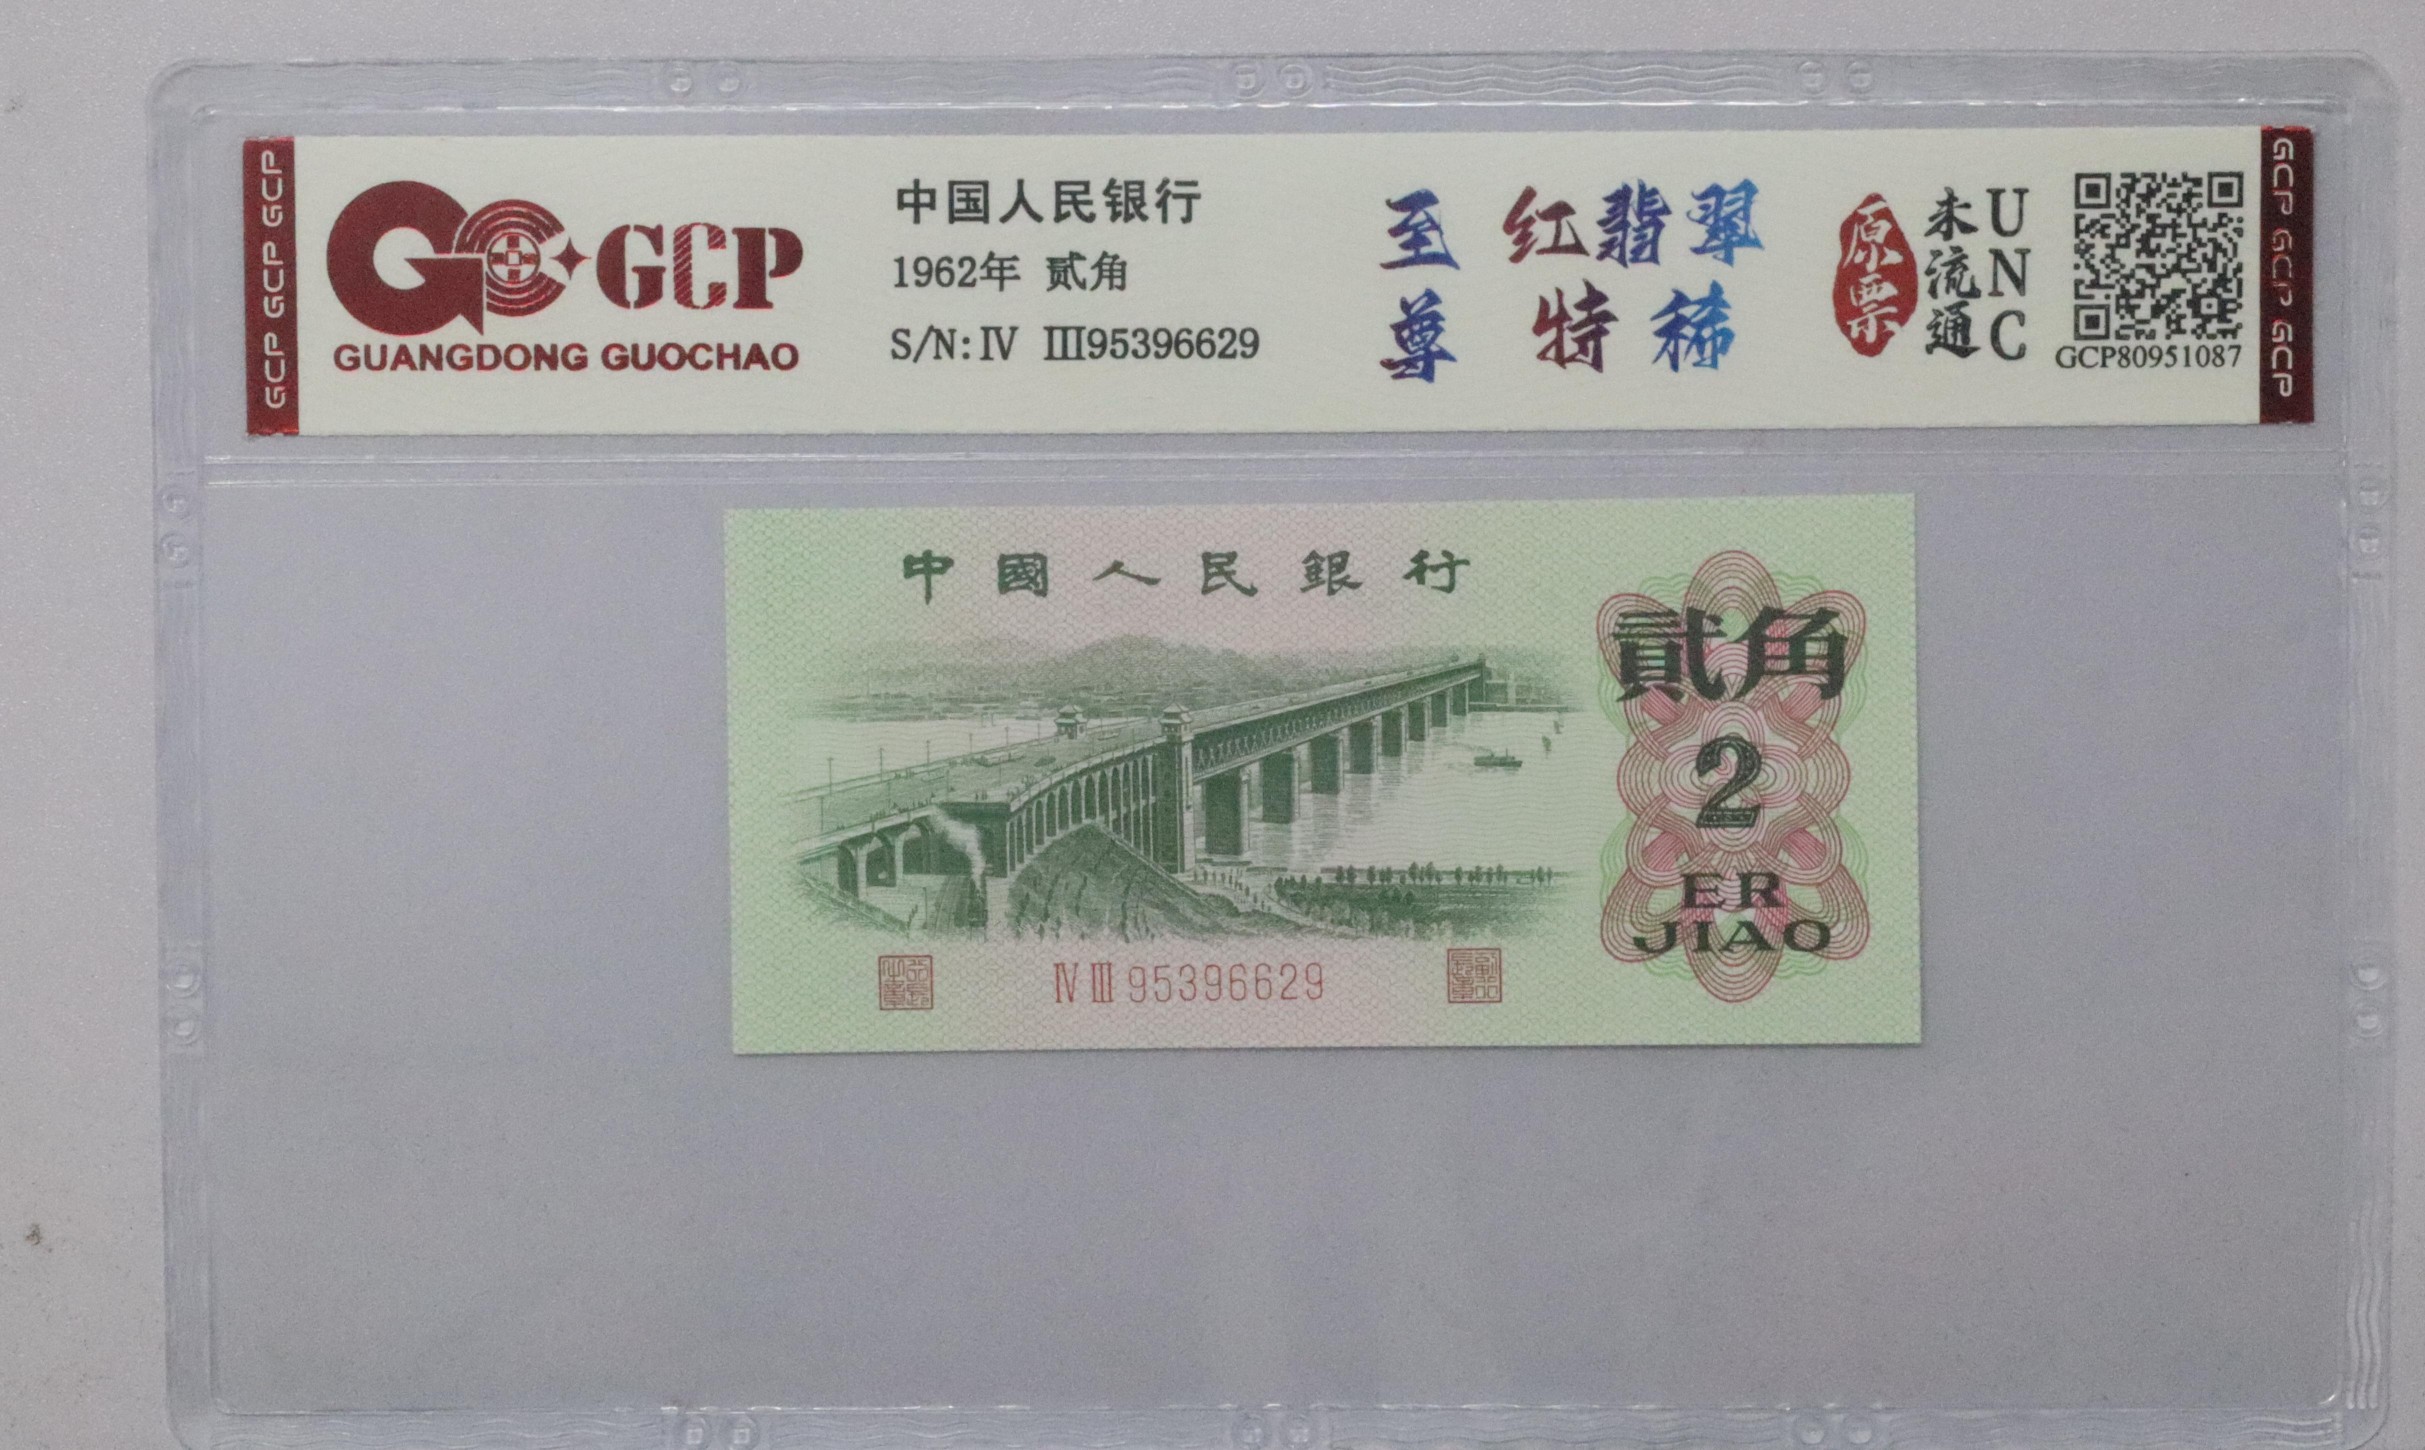 GCP GCP GCP
GCP
GUANGDONG GUOCHAO
中国人民银行
1962年 贰角
S/N: IV III95396629
至尊
红翡翠
特稀
原票
未流通
UNC
GCP80951087
GCP GCP GCP
中國人民銀行
貳角
2
ER
JIAO
IV III 95396629